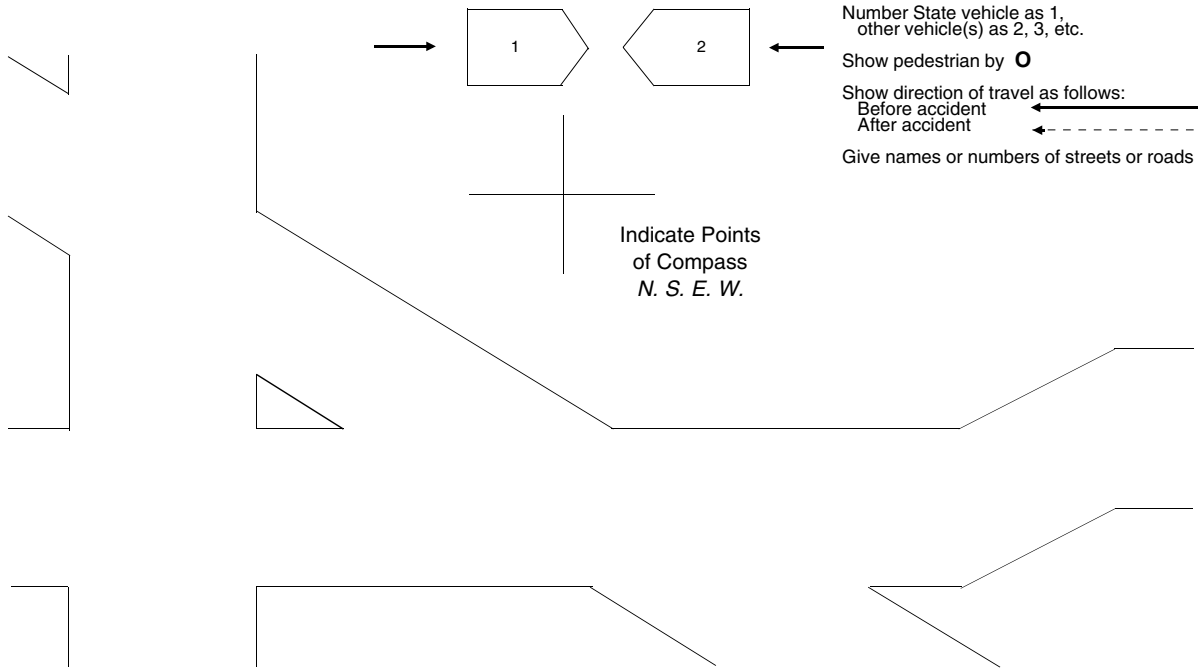 1
2
Number State vehicle as 1,
other vehicle(s) as 2, 3, etc.
Show pedestrian by O
Show direction of travel as follows:
Before accident
After accident
Give names or numbers of streets or roads
Indicate Points
of Compass
N. S. E. W.